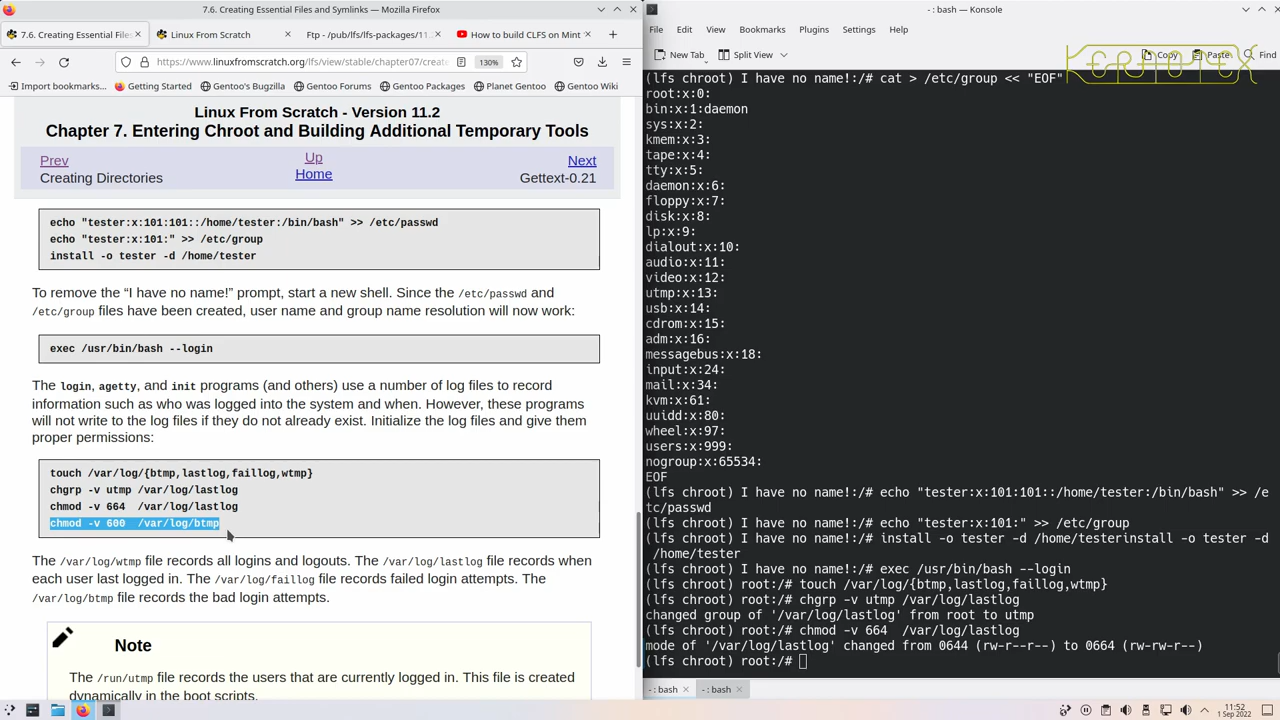 7.6. Creating Essential Files and Symlinks — Mozilla Firefox
7.6. Creating Essential Files
Linux From Scratch
Ftp - /pub/lfs/lfs-packages/11.
How to build CLFS on Mint
https://www.linuxfromscratch.org/lfs/view/stable/chapter07/creat
130%
Import bookmarks...
Getting Started
Gentoo's Bugzilla
Gentoo Forums
Gentoo Packages
Planet Gentoo
Gentoo Wiki
Linux From Scratch - Version 11.2
Chapter 7. Entering Chroot and Building Additional Temporary Tools
Prev
Up
Next
Creating Directories
Home
Gettext-0.21
echo "tester:x:101:101::/home/tester:/bin/bash" >> /etc/passwd
echo "tester:x:101:" >> /etc/group
install -o tester -d /home/tester
To remove the “I have no name!” prompt, start a new shell. Since the /etc/passwd and
/etc/group files have been created, user name and group name resolution will now work:
exec /usr/bin/bash --login
The login, agetty, and init programs (and others) use a number of log files to record
information such as who was logged into the system and when. However, these programs
will not write to the log files if they do not already exist. Initialize the log files and give them
proper permissions:
touch /var/log/{btmp,lastlog,faillog,wtmp}
chgrp -v utmp /var/log/lastlog
chmod -v 664  /var/log/lastlog
chmod -v 600  /var/log/btmp
The /var/log/wtmp file records all logins and logouts. The /var/log/lastlog file records when
each user last logged in. The /var/log/faillog file records failed login attempts. The
/var/log/btmp file records the bad login attempts.
Note
The /run/utmp file records the users that are currently logged in. This file is created
dynamically in the boot scripts.
- : bash — Konsole
File
Edit
View
Bookmarks
Plugins
Settings
Help
New Tab
Split View
Copy
Paste
Find
(lfs chroot) I have no name!:/# cat > /etc/group << "EOF"
root:x:0:
bin:x:1:daemon
sys:x:2:
kmem:x:3:
tape:x:4:
tty:x:5:
daemon:x:6:
floppy:x:7:
disk:x:8:
lp:x:9:
dialout:x:10:
audio:x:11:
video:x:12:
utmp:x:13:
usb:x:14:
cdrom:x:15:
adm:x:16:
messagebus:x:18:
input:x:24:
mail:x:34:
kvm:x:61:
uuidd:x:80:
wheel:x:97:
users:x:999:
nogroup:x:65534:
EOF
(lfs chroot) I have no name!:/# echo "tester:x:101:101::/home/tester:/bin/bash" >> /e
tc/passwd
(lfs chroot) I have no name!:/# echo "tester:x:101:" >> /etc/group
(lfs chroot) I have no name!:/# install -o tester -d /home/testerinstall -o tester -d
 /home/tester
(lfs chroot) I have no name!:/# exec /usr/bin/bash --login
(lfs chroot) root:/# touch /var/log/{btmp,lastlog,faillog,wtmp}
(lfs chroot) root:/# chgrp -v utmp /var/log/lastlog
changed group of '/var/log/lastlog' from root to utmp
(lfs chroot) root:/# chmod -v 664  /var/log/lastlog
mode of '/var/log/lastlog' changed from 0644 (rw-r--r--) to 0664 (rw-rw-r--)
(lfs chroot) root:/#
- : bash
- : bash
11:52
1 Sep 2022